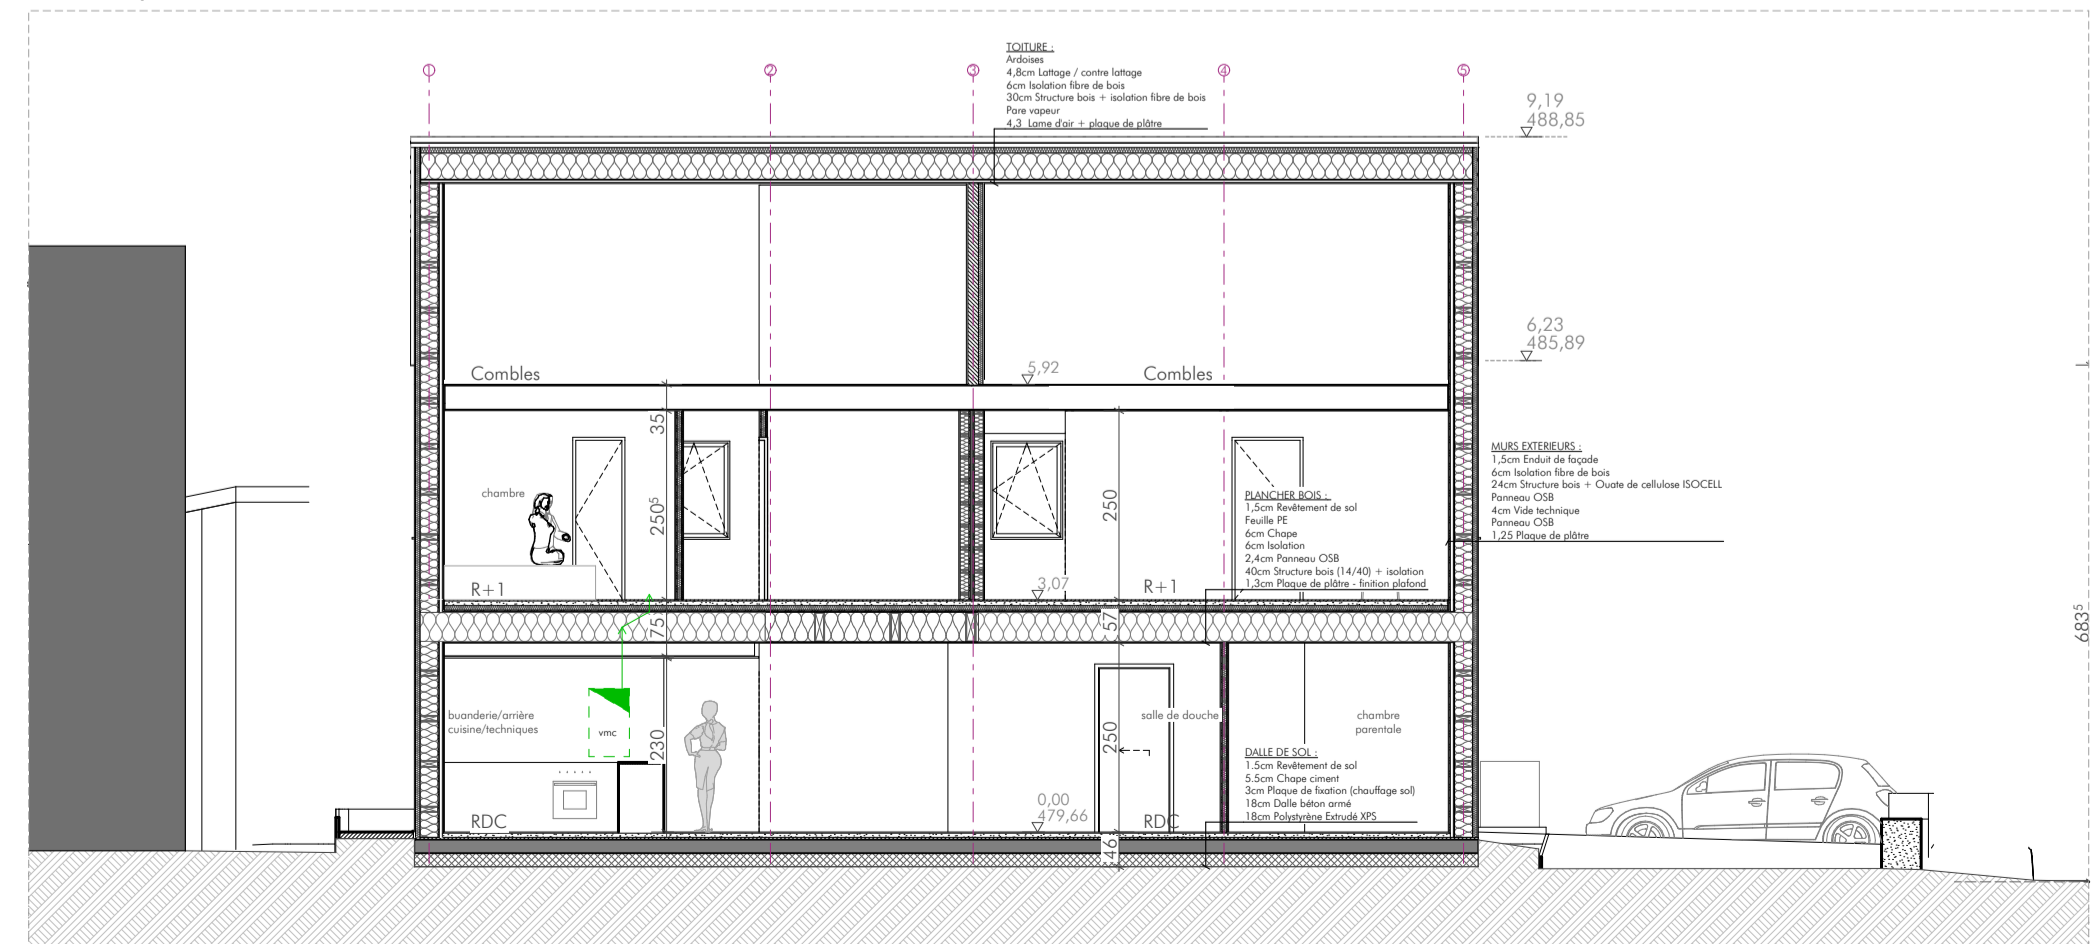 1
2
3
4
5
TOITURE :
Ardoises
4,8cm Lattage / contre lattage
6cm Isolation fibre de bois
30cm Structure bois + isolation fibre de bois
Pare vapeur
4,3 Lame d'air + plaque de plâtre
9,19
488,85
6,23
485,89
Combles
5,92
Combles
35
MURS EXTERIEURS :
1,5cm Enduit de façade
6cm Isolation fibre de bois
24cm Structure bois + Ouate de cellulose ISOCELL
Panneau OSB
4cm Vide technique
Panneau OSB
1,25 Plaque de plâtre
chambre
250⁵
250
PLANCHER BOIS :
1,5cm Revêtement de sol
Feuille PE
6cm Chape
6cm Isolation
2,4cm Panneau OSB
40cm Structure bois (14/40) + isolation
1,3cm Plaque de plâtre - finition plafond
R+1
3,07
R+1
75
57
683⁵
buanderie/arrière
cuisine/techniques
vmc
230
250
salle de douche
chambre
parentale
DALLE DE SOL :
1.5cm Revêtement de sol
5.5cm Chape ciment
3cm Plaque de fixation (chauffage sol)
18cm Dalle béton armé
18cm Polystyrène Extrudé XPS
0,00
479,66
RDC
RDC
46